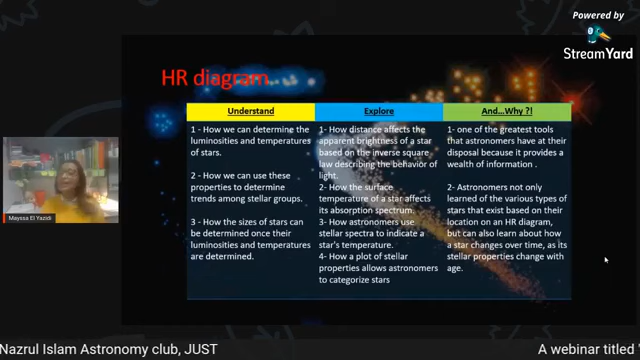 Powered by
StreamYard
HR diagram
Understand
1 - How we can determine the
luminosities and temperatures
of stars.
2 - How we can use these
properties to determine
trends among stellar groups.
3 - How the sizes of stars can
be determined once their
luminosities and temperatures
are determined.
Explore
1- How distance affects the
apparent brightness of a star
based on the inverse square
law describing the behavior of
light.
2- How the surface
temperature of a star affects
its absorption spectrum.
3- How astronomers use
stellar spectra to indicate a
star's temperature.
4- How a plot of stellar
properties allows astronomers
to categorize stars
And...Why ?!
1- one of the greatest tools
that astronomers have at their
disposal because it provides a
wealth of information .
2- Astronomers not only
learned of the various types of
stars that exist based on their
location on an HR diagram,
but can also learn about how
a star changes over time, as its
stellar properties change with
age.
Mayssa El Yazidi
Nazrul Islam Astronomy club, JUST
A webinar titled '